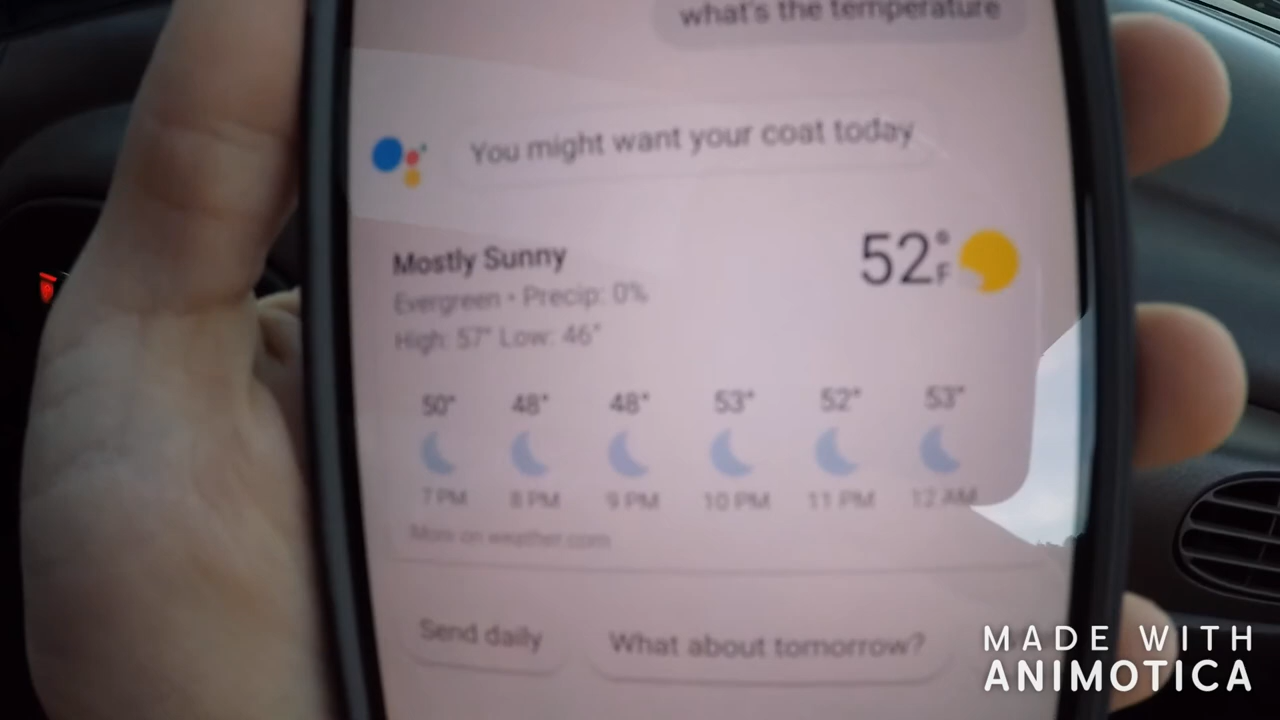 what's the temperature
You might want your coat today
Mostly Sunny
52°F
Evergreen • Precip: 0%
High: 57° Low: 46°
50° 48° 48° 53° 52° 53°
7 PM 8 PM 9 PM 10 PM 11 PM 12 AM
More on weather.com
Send daily What about tomorrow?
MADE WITH
ANIMOTICA